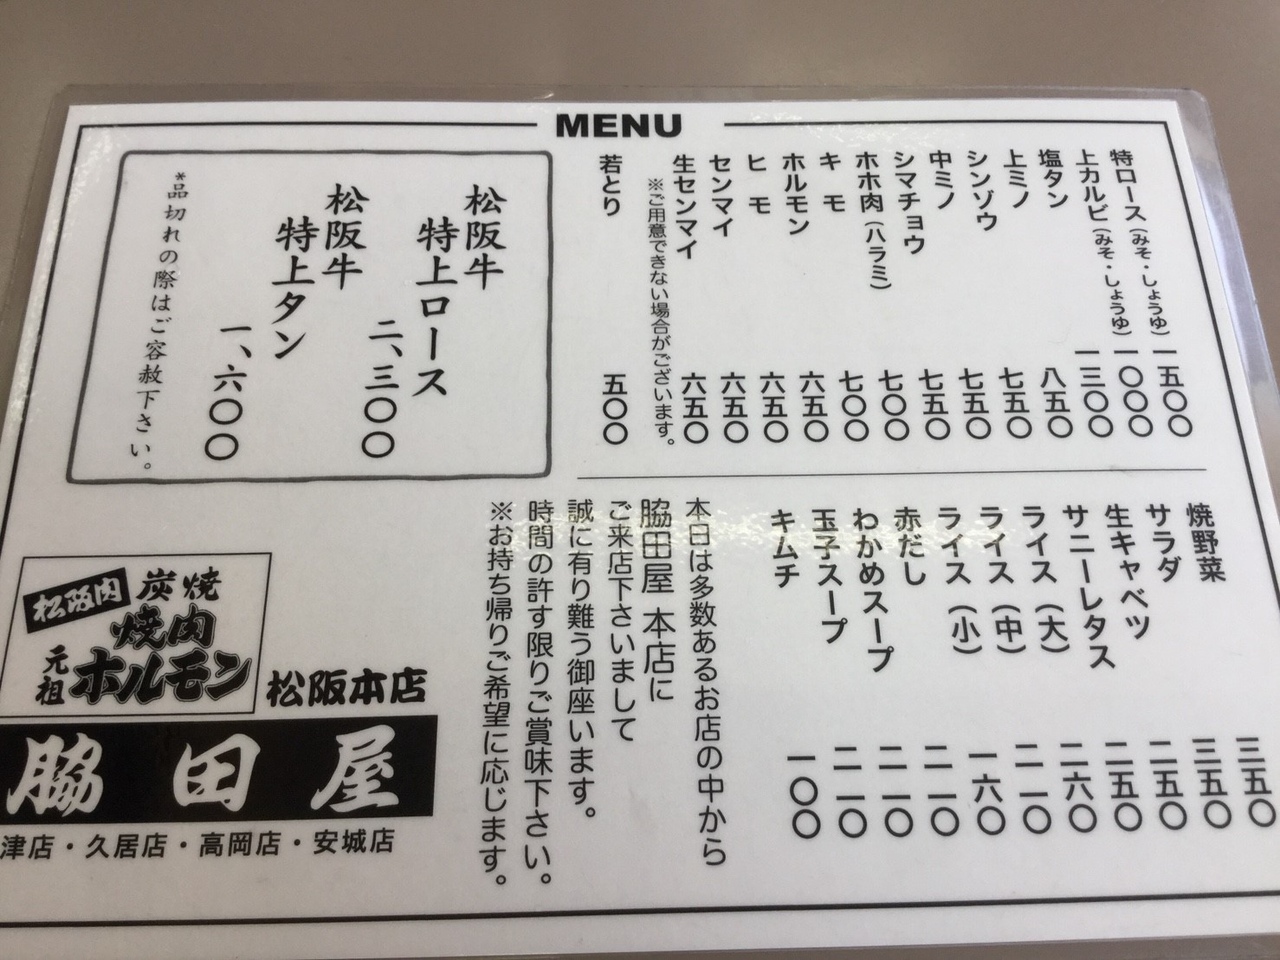 MENU
特ロース（みそ・しょうゆ） 一五〇〇
上カルビ（みそ・しょうゆ） 一〇〇〇
塩タン 一三〇〇
上ミノ 八五〇
シンゾウ 七五〇
中ミノ 七五〇
シマチョウ 七五〇
ホホ肉（ハラミ） 七〇〇
キモ 七〇〇
ホルモン 六五〇
ヒモ 六五〇
センマイ 六五〇
生センマイ 六五〇
※ご用意できない場合がございます。
若とり 五〇〇
松阪牛
特上ロース
二、三〇〇
松阪牛
特上タン
一、六〇〇
*品切れの際はご容赦下さい。
焼野菜 三五〇
サラダ 三五〇
生キャベツ 二五〇
サニーレタス 二五〇
ライス（大） 二六〇
ライス（中） 二一〇
ライス（小） 一六〇
赤だし 二一〇
わかめスープ 二一〇
玉子スープ 二一〇
キムチ 一〇〇
本日は多数あるお店の中から
脇田屋 本店に
ご来店下さいまして
誠に有り難う御座います。
時間の許す限りご賞味下さい。
※お持ち帰りご希望に応じます。
松阪肉 炭焼
焼肉
元祖 ホルモン
松阪本店
脇田屋
津店・久居店・高岡店・安城店